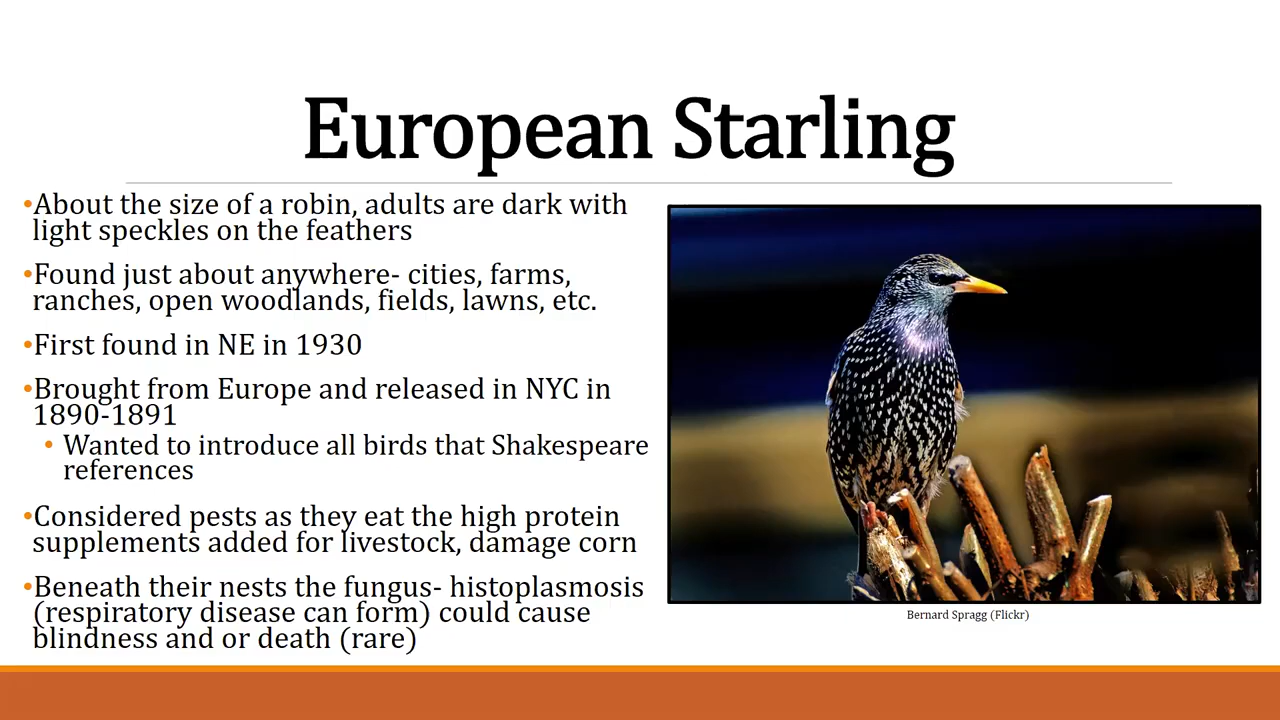 European Starling
•About the size of a robin, adults are dark with
light speckles on the feathers
•Found just about anywhere- cities, farms,
ranches, open woodlands, fields, lawns, etc.
•First found in NE in 1930
•Brought from Europe and released in NYC in
1890-1891
• Wanted to introduce all birds that Shakespeare
references
•Considered pests as they eat the high protein
supplements added for livestock, damage corn
•Beneath their nests the fungus- histoplasmosis
(respiratory disease can form) could cause
blindness and or death (rare)
Bernard Spragg (Flickr)